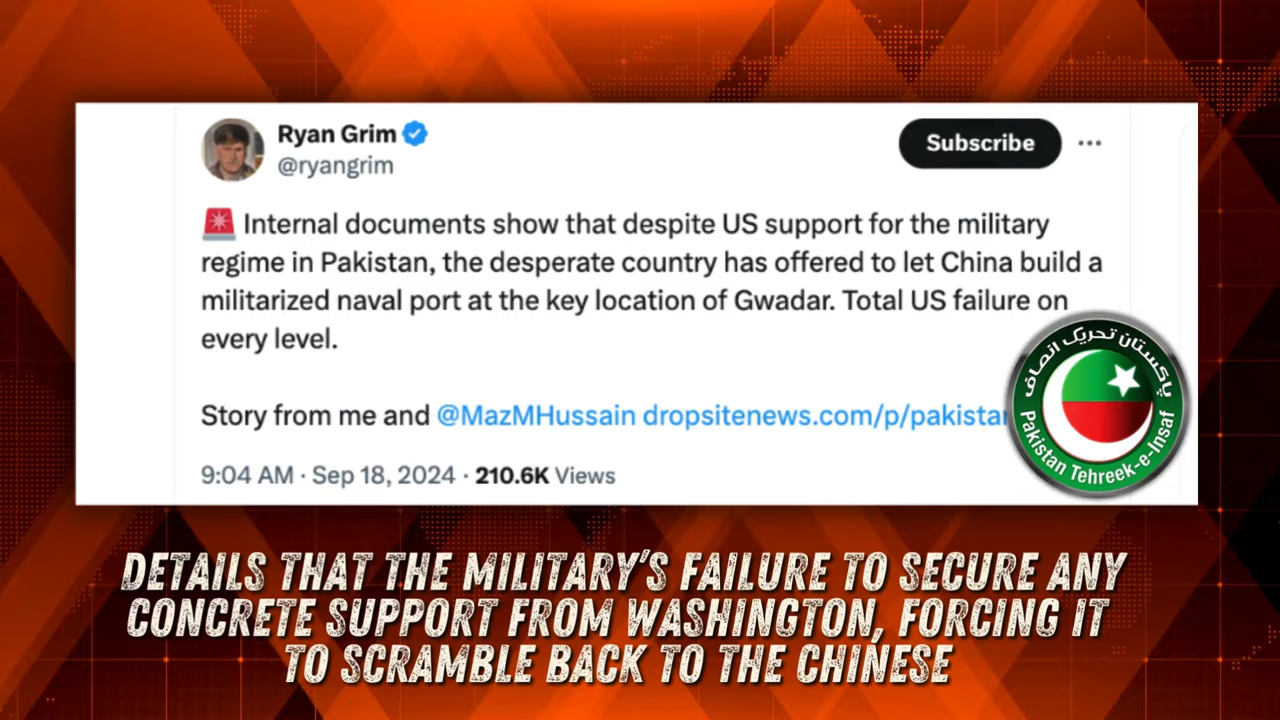 Ryan Grim
@ryangrim
Subscribe
🚨 Internal documents show that despite US support for the military
regime in Pakistan, the desperate country has offered to let China build a
militarized naval port at the key location of Gwadar. Total US failure on
every level.
Story from me and @MazMHussain dropsitenews.com/p/pakistan
9:04 AM · Sep 18, 2024 · 210.6K Views
پاکستان تحریک انصاف
Pakistan Tehreek-e-Insaf
DETAILS THAT THE MILITARY'S FAILURE TO SECURE ANY
CONCRETE SUPPORT FROM WASHINGTON, FORCING IT
TO SCRAMBLE BACK TO THE CHINESE